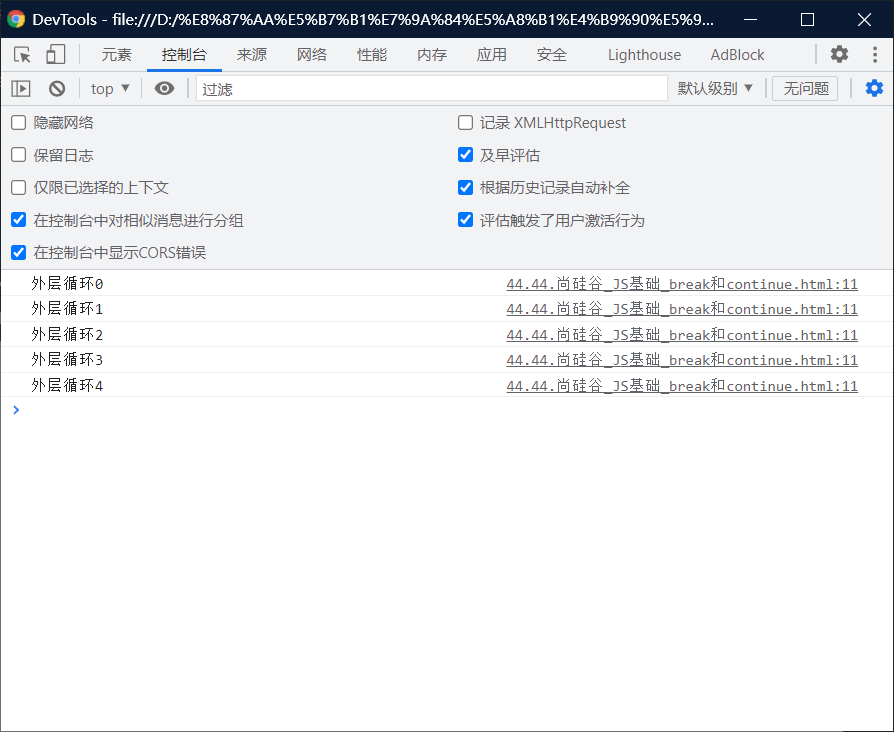 DevTools - file:///D:/%E8%87%AA%E5%B7%B1%E7%9A%84%E5%A8%B1%E4%B9%90%E5%9...
元素 控制台 来源 网络 性能 内存 应用 安全 Lighthouse AdBlock
top 过滤 默认级别 无问题
隐藏网络 记录 XMLHttpRequest
保留日志 及早评估
仅限已选择的上下文 根据历史记录自动补全
在控制台中对相似消息进行分组 评估触发了用户激活行为
在控制台中显示CORS错误
外层循环0 44.44.尚硅谷_JS基础_break和continue.html:11
外层循环1 44.44.尚硅谷_JS基础_break和continue.html:11
外层循环2 44.44.尚硅谷_JS基础_break和continue.html:11
外层循环3 44.44.尚硅谷_JS基础_break和continue.html:11
外层循环4 44.44.尚硅谷_JS基础_break和continue.html:11